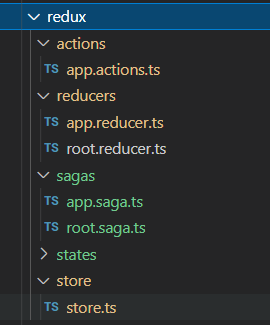 redux
actions
TS app.actions.ts
reducers
TS app.reducer.ts
TS root.reducer.ts
sagas
TS app.saga.ts
TS root.saga.ts
states
store
TS store.ts